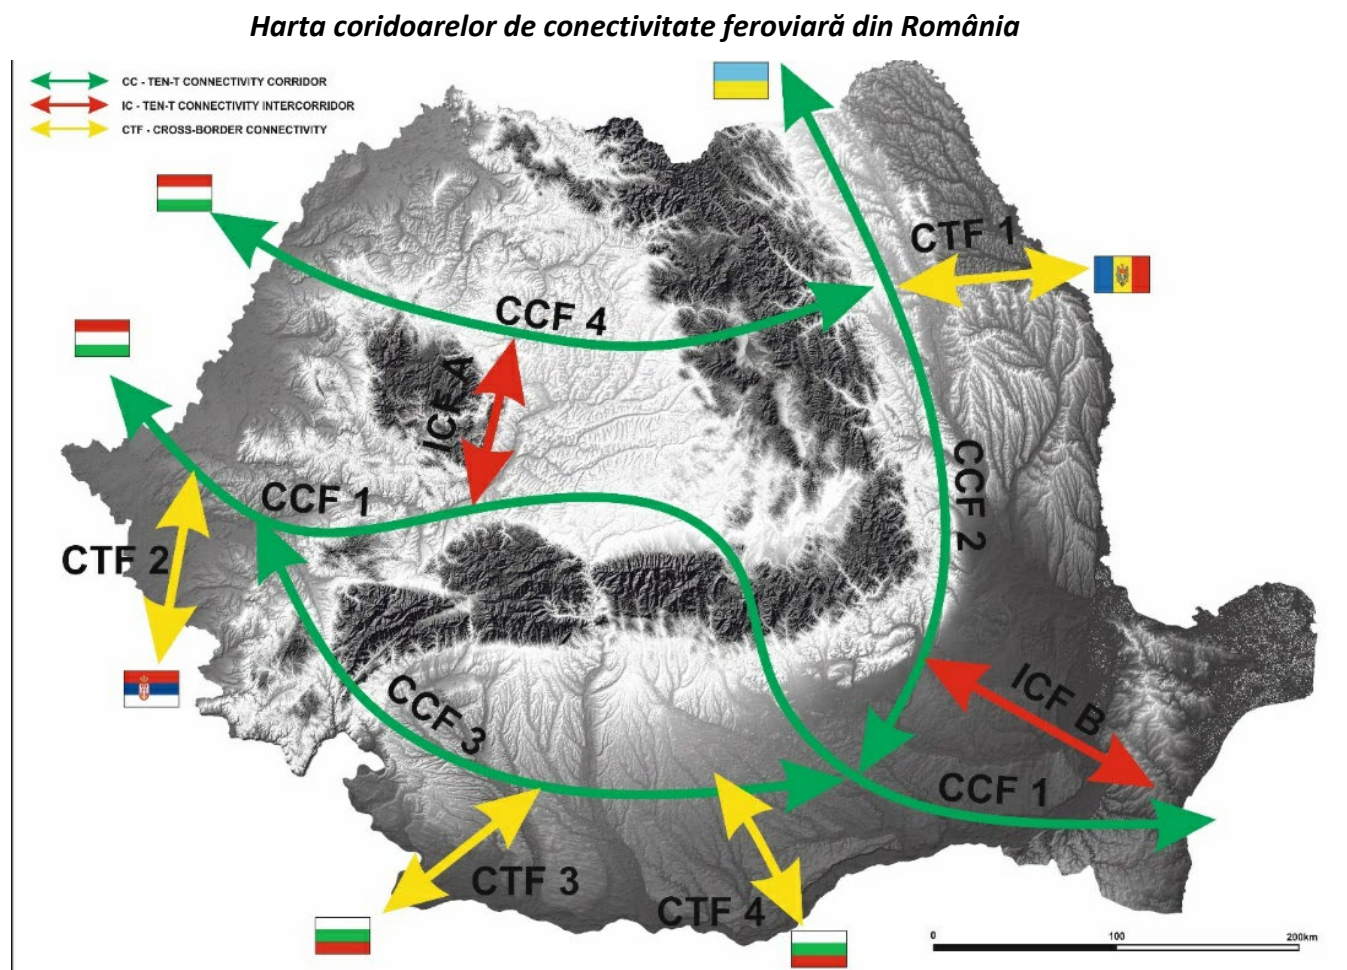 Harta coridoarelor de conectivitate feroviară din România
CC - TEN-T CONNECTIVITY CORRIDOR
IC - TEN-T CONNECTIVITY INTERCORRIDOR
CTF - CROSS-BORDER CONNECTIVITY
CTF 1
CCF 4
ICF A
CCF 1
CCF 2
CTF 2
ICF B
CCF 3
CCF 1
CTF 3
CTF 4
0 100 200km